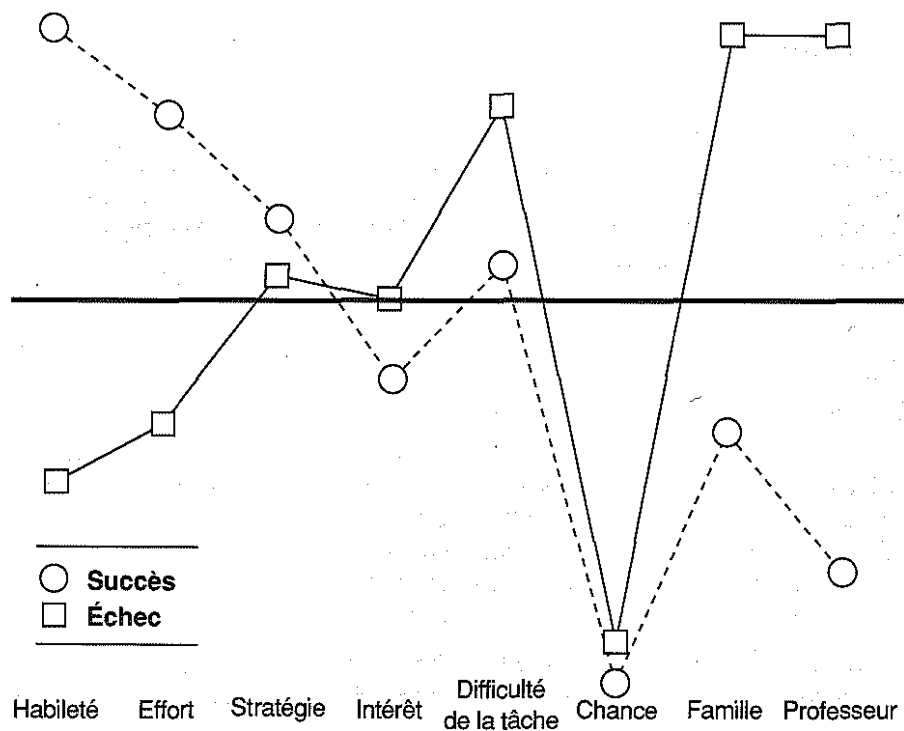 Succès
Échec
Habileté Effort Stratégie Intérêt Difficulté de la tâche Chance Famille Professeur